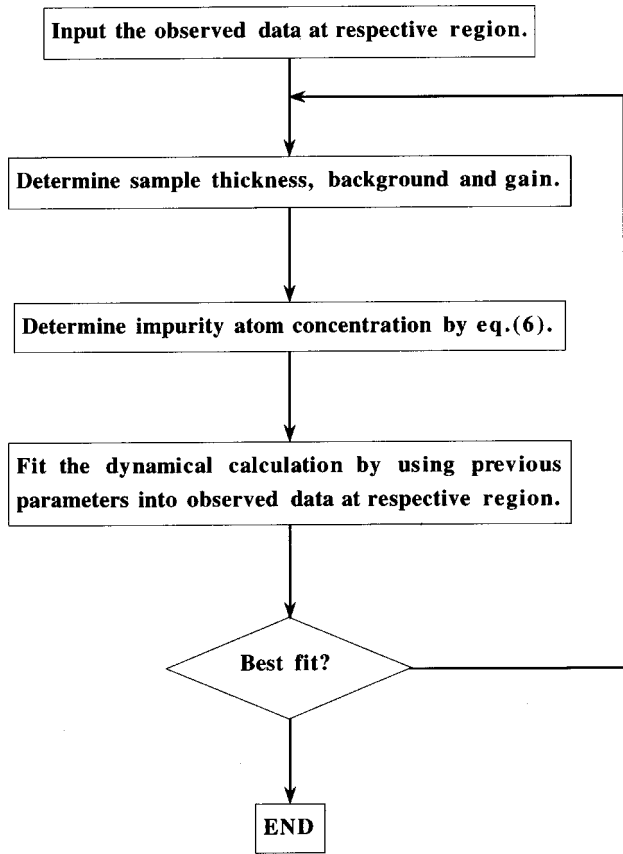 Input the observed data at respective region.
Determine sample thickness, background and gain.
Determine impurity atom concentration by eq.(6).
Fit the dynamical calculation by using previous
parameters into observed data at respective region.
Best fit?
END